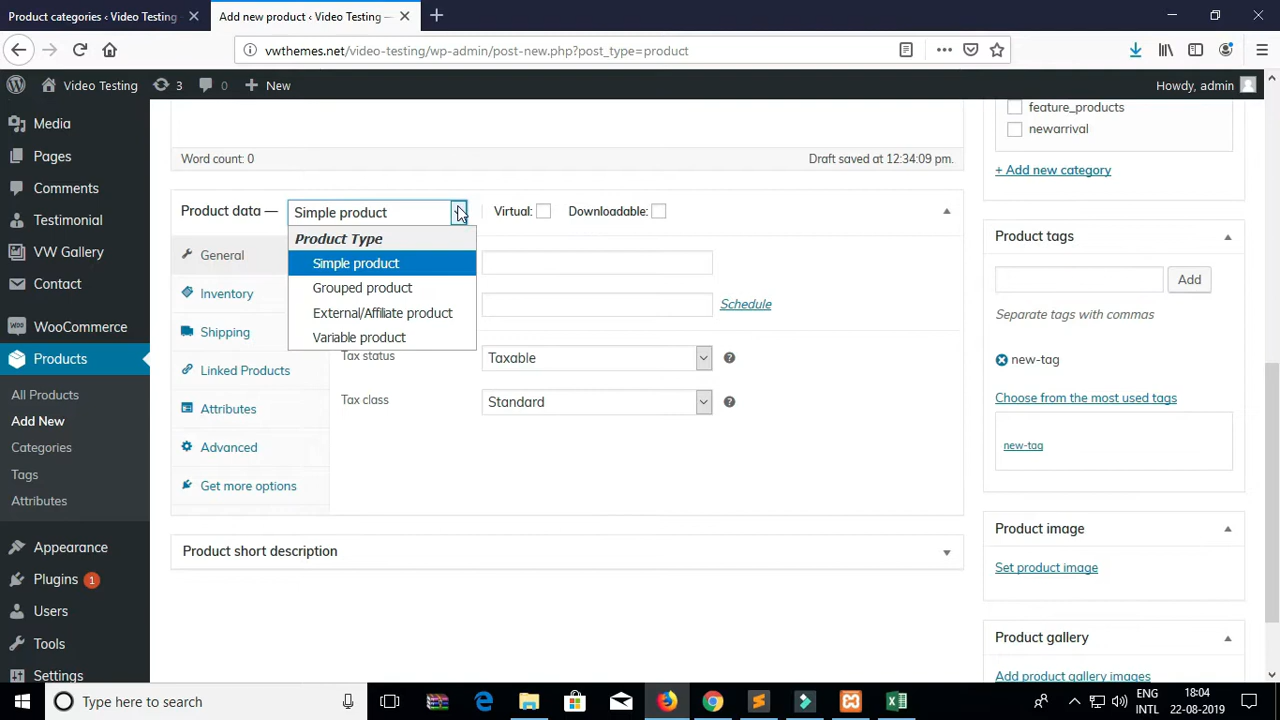 Product categories ‹ Video Testing
Add new product ‹ Video Testing —
vwthemes.net/video-testing/wp-admin/post-new.php?post_type=product
Video Testing
3
0
New
Howdy, admin
Media
Pages
Comments
Testimonial
VW Gallery
Contact
WooCommerce
Products
All Products
Add New
Categories
Tags
Attributes
Appearance
Plugins 1
Users
Tools
Settings
Word count: 0
Draft saved at 12:34:09 pm.
Product data —
Simple product
Virtual:
Downloadable:
Product Type
Simple product
Grouped product
External/Affiliate product
Variable product
General
Inventory
Shipping
Linked Products
Attributes
Advanced
Get more options
Schedule
Tax status
Taxable
Tax class
Standard
Product short description
feature_products
newarrival
+ Add new category
Product tags
Add
Separate tags with commas
new-tag
Choose from the most used tags
new-tag
Product image
Set product image
Product gallery
Add product gallery images
Type here to search
ENG
INTL
18:04
22-08-2019